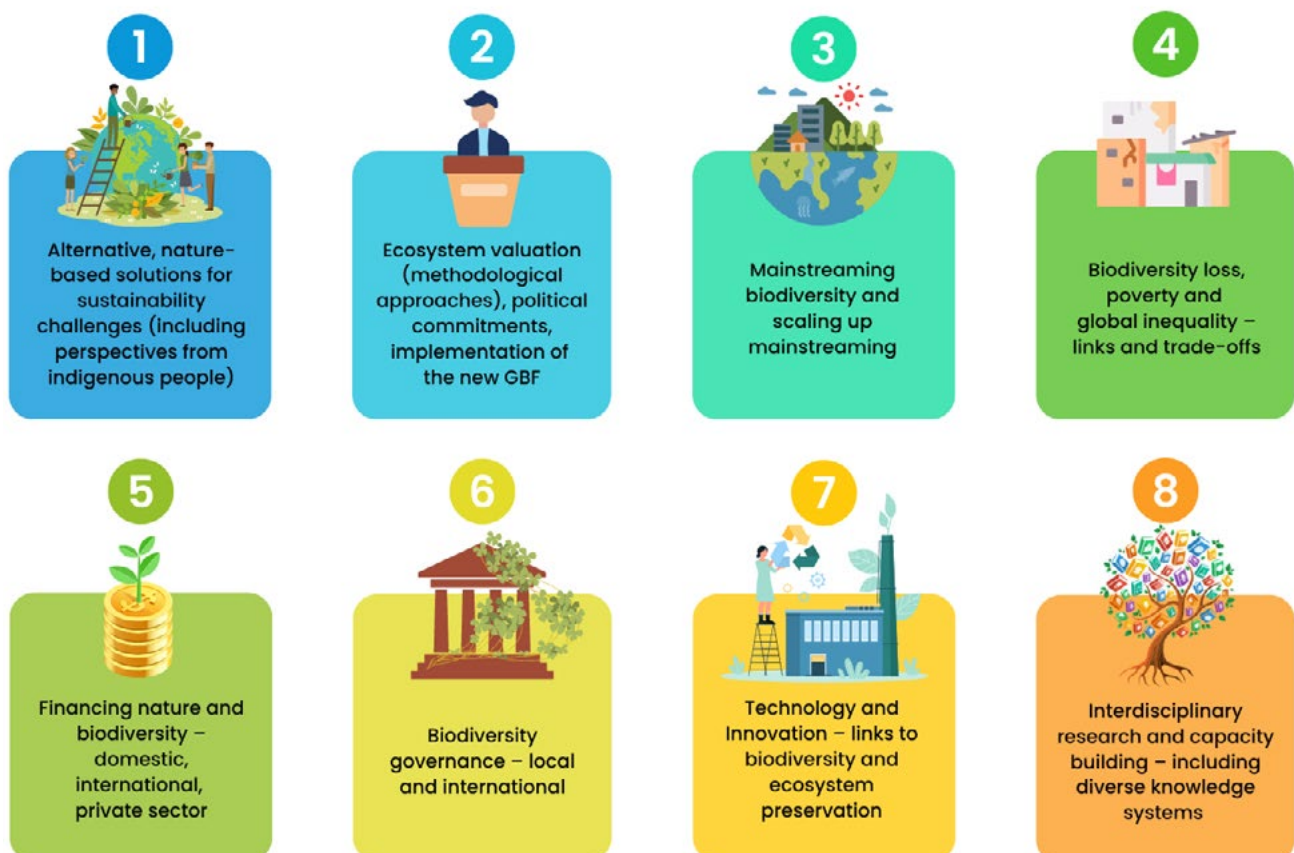 1
Alternative, nature-
based solutions for
sustainability
challenges (including
perspectives from
indigenous people)
2
Ecosystem valuation
(methodological
approaches), political
commitments,
implementation of
the new GBF
3
Mainstreaming
biodiversity and
scaling up
mainstreaming
4
Biodiversity loss,
poverty and
global inequality –
links and trade-offs
5
Financing nature and
biodiversity –
domestic,
international,
private sector
6
Biodiversity
governance – local
and international
7
Technology and
Innovation – links to
biodiversity and
ecosystem
preservation
8
Interdisciplinary
research and capacity
building – including
diverse knowledge
systems